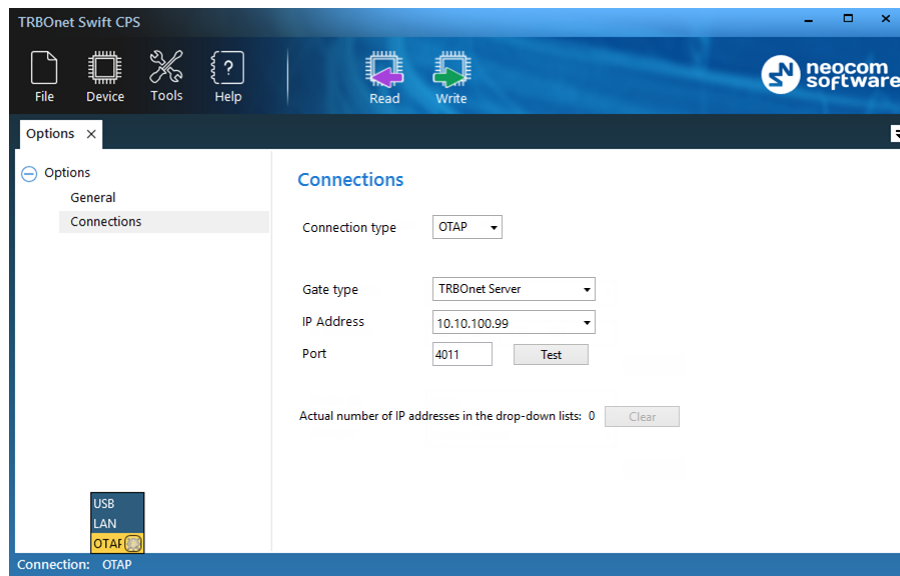 TRBOnet Swift CPS
File Device Tools Help Read Write
neocom
software
Options
Options
General
Connections
Connections
Connection type OTAP
Gate type TRBOnet Server
IP Address 10.10.100.99
Port 4011 Test
Actual number of IP addresses in the drop-down lists: 0 Clear
USB
LAN
OTAP
Connection: OTAP